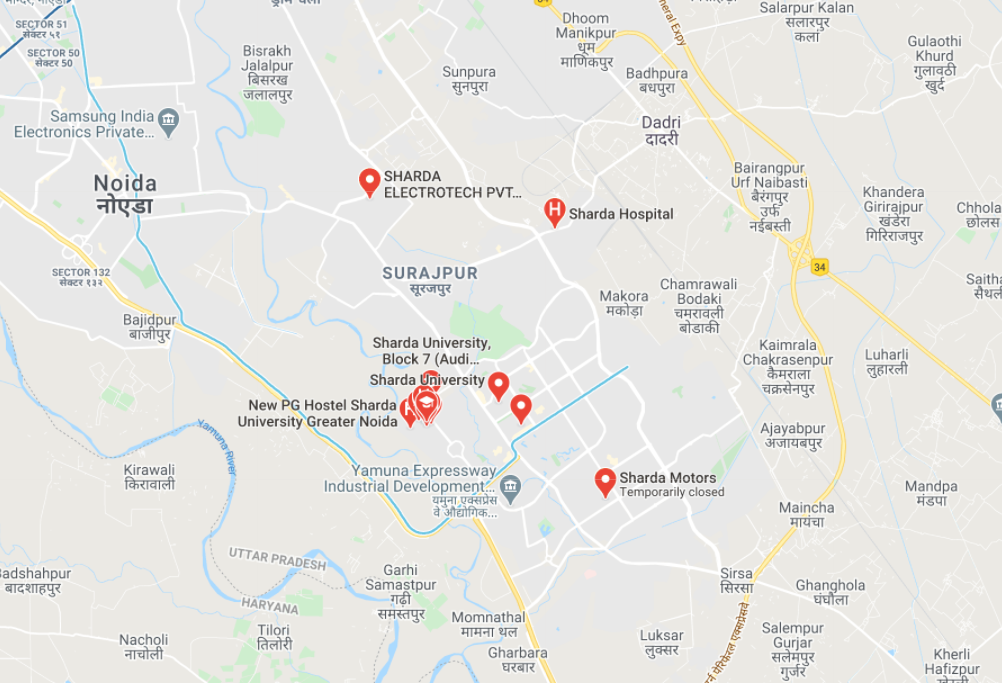 SECTOR 51
सेक्टर ५१
SECTOR 50
सेक्टर 50
Bisrakh
Jalalpur
बिसरख
जलालपुर
Sunpura
सुनपुरा
Dhoom
Manikpur
धूम
माणिकपुर
Expy
Salarpur Kalan
सलारपुर
कलां
Gulaothi
Khurd
गुलावठी
खुर्द
Badhpura
बधपुरा
Samsung India
Electronics Private...
Dadri
दादरी
Noida
नोएडा
SHARDA
ELECTROTECH PVT...
Sharda Hospital
Bairangpur
Urf Naibasti
बैरंगपुर
उर्फ
नईबस्ती
Khandera
Girirajpur
खंडेरा
गिरिराजपुर
Chhola
छोलस
SECTOR 132
सेक्टर १३२
SURAJPUR
सूरजपुर
34
Makora
मकोड़ा
Chamrawali
Bodaki
चमरावली
बोडाकी
Saitha
सैथली
Bajidpur
बाजीपुर
Sharda University,
Block 7 (Audi...
Sharda University
New PG Hostel Sharda
University Greater Noida
Kaimrala
Chakrasenpur
कैमराला
चक्रसेनपुर
Luharli
लुहारली
Yamuna River
Ajayabpur
अजायबपुर
Kirawali
किरावाली
Yamuna Expressway
Industrial Development...
यमुना एक्सप्रेस
वे औद्योगिक...
Sharda Motors
Temporarily closed
Mandpa
मंडपा
Maincha
मायंचा
UTTAR PRADESH
HARYANA
Badshahpur
बादशाहपुर
Garhi
Samastpur
गढ़ी
समस्तपुर
Sirsa
सिरसा
Ghanghola
घंघौला
Momnathal
मामना थल
Tilori
तिलोरी
Nacholi
नाचोली
Gharbara
घरबार
Luksar
लुक्सर
Salempur
Gurjar
सलेमपुर
गुर्जर
Kherli
Hafizpur